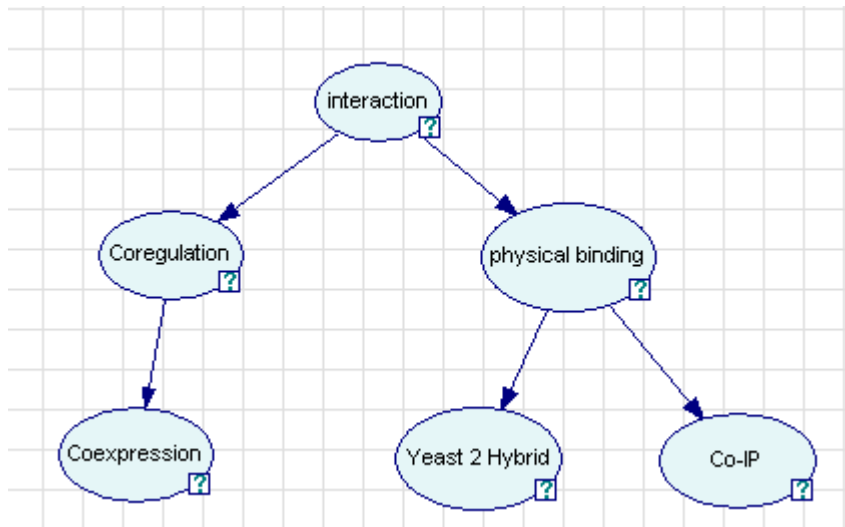 interaction
?
Coregulation
?
physical binding
?
Coexpression
?
Yeast 2 Hybrid
?
Co-IP
?